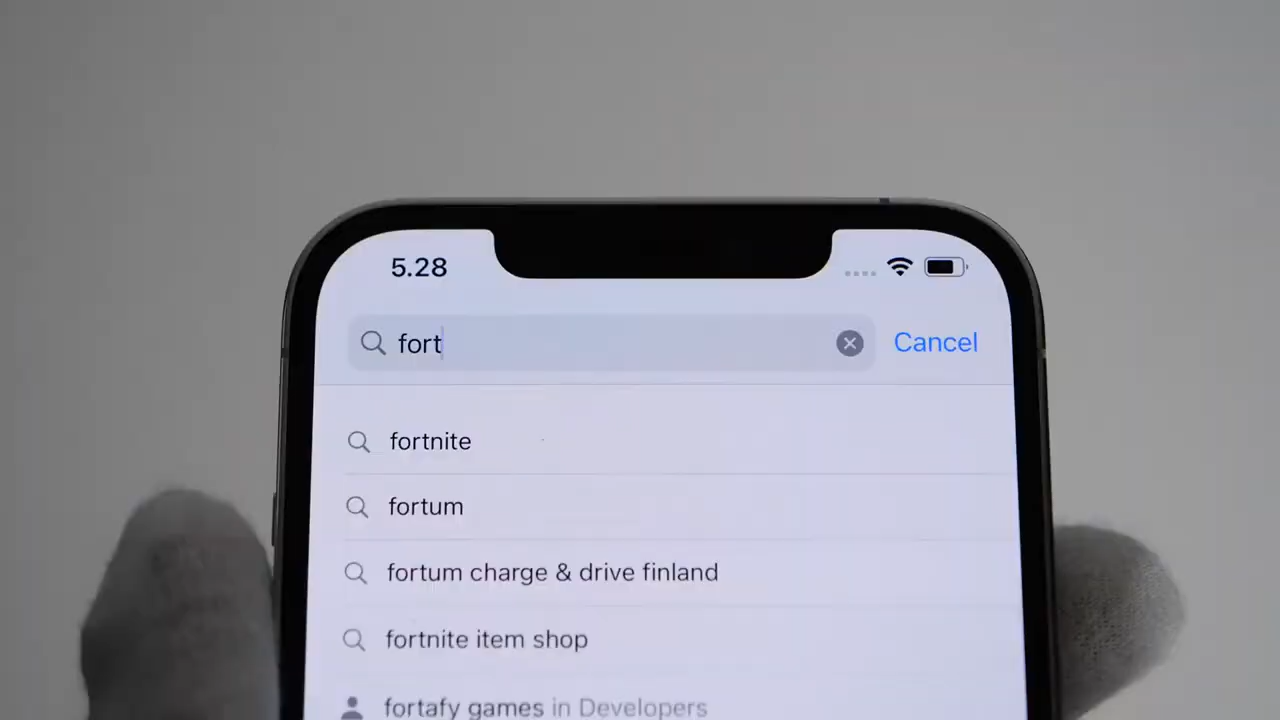 5.28
fort
Cancel
fortnite
fortum
fortum charge & drive finland
fortnite item shop
fortafy games in Developers